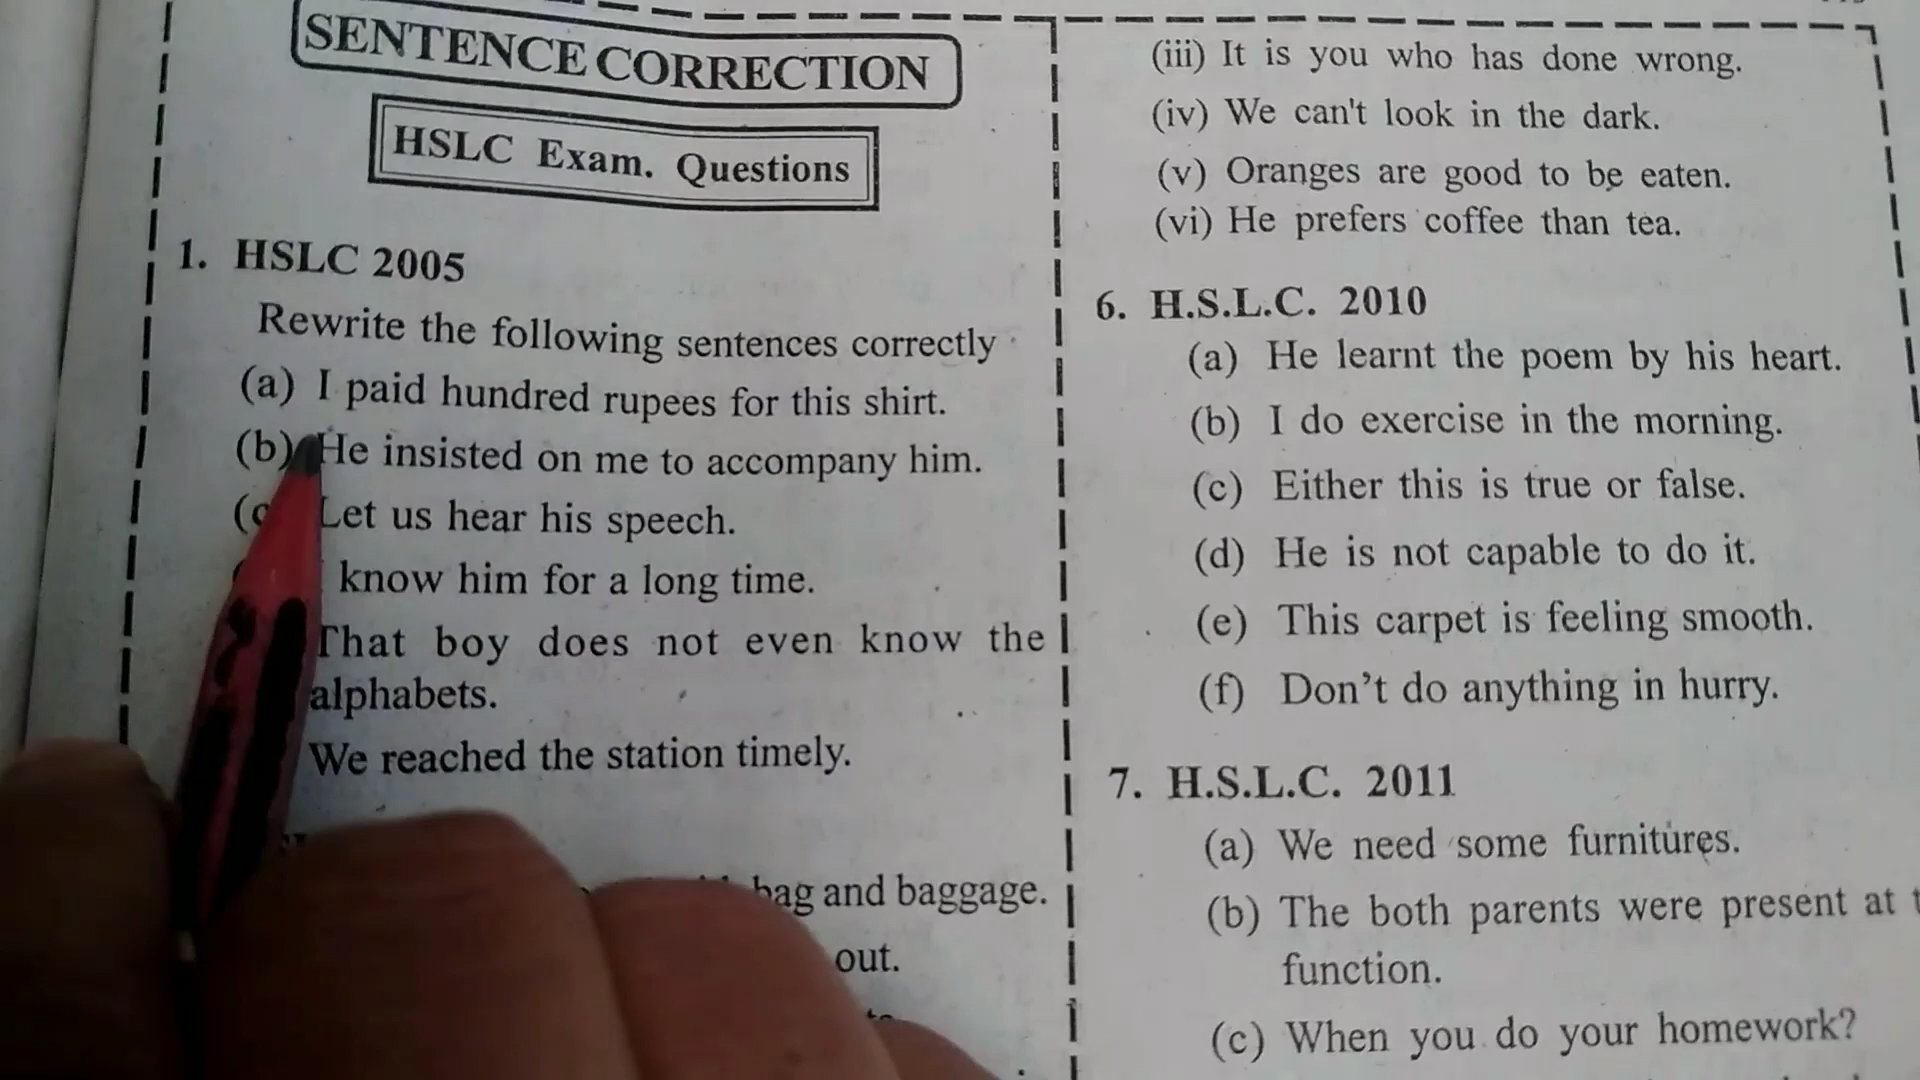 SENTENCE CORRECTION
HSLC Exam. Questions
1. HSLC 2005
Rewrite the following sentences correctly
(a) I paid hundred rupees for this shirt.
(b) He insisted on me to accompany him.
Let us hear his speech.
know him for a long time.
That boy does not even know the
alphabets.
We reached the station timely.
bag and baggage.
out.
(iii) It is you who has done wrong.
(iv) We can't look in the dark.
(v) Oranges are good to be eaten.
(vi) He prefers coffee than tea.
6. H.S.L.C. 2010
(a) He learnt the poem by his heart.
(b) I do exercise in the morning.
(c) Either this is true or false.
(d) He is not capable to do it.
(e) This carpet is feeling smooth.
(f) Don't do anything in hurry.
7. H.S.L.C. 2011
(a) We need some furnitures.
(b) The both parents were present at
function.
(c) When you do your homework?